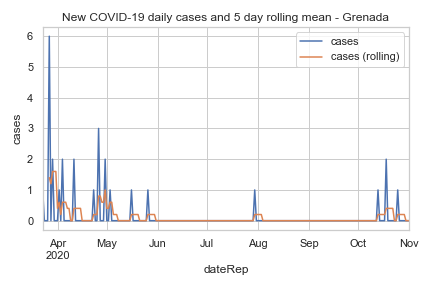 New COVID-19 daily cases and 5 day rolling mean - Grenada
cases
cases (rolling)
6
5
4
3
2
1
0
cases
Apr May Jun Jul Aug Sep Oct Nov
2020
dateRep